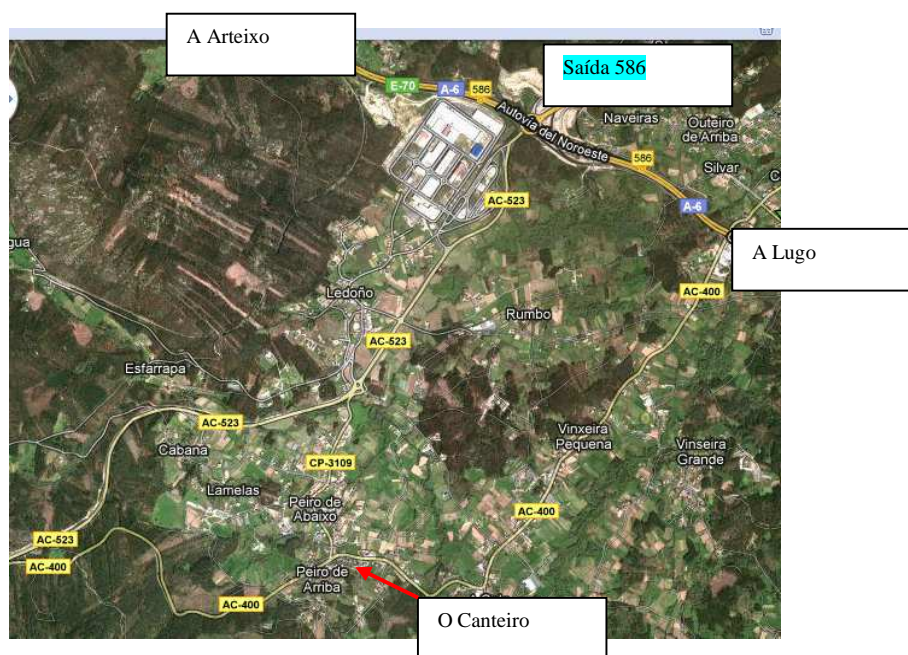 A Arteixo
Saída 586
E-70
A-6
586
Autovía del Noroeste
Naveiras
Outeiro
de Arriba
586
Silvar
AC-523
A-6
A Lugo
AC-400
Ledoño
Rumbo
AC-523
Esfarrapa
AC-523
Cabana
Vinxeira
Pequena
Vinseira
Grande
CP-3109
Lamelas
Peiro de
Abaixo
AC-400
AC-523
AC-400
Peiro de
Arriba
AC-400
O Canteiro